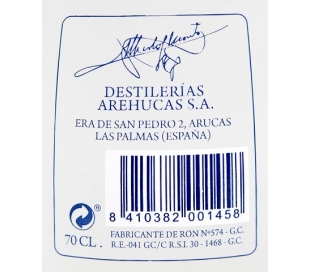 DESTILERÍAS
AREHUCAS S.A.
ERA DE SAN PEDRO 2, ARUCAS
LAS PALMAS (ESPAÑA)
8 410382 001458
70 CL.
FABRICANTE DE RON Nº574 - G.C.
R.E.-041 GC/C R.S.I. 30 - 1468 - G.C.